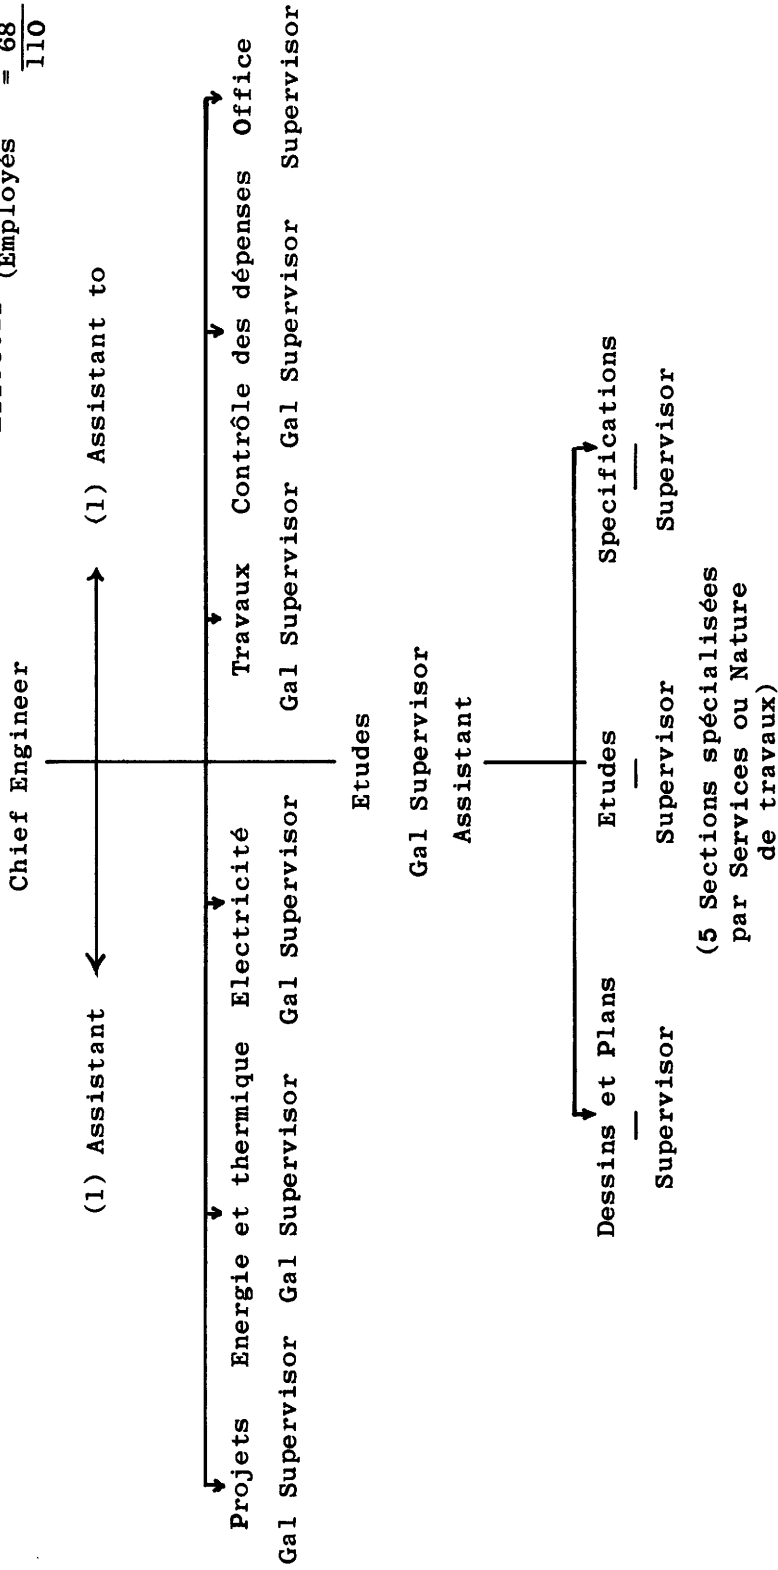 (Employés = 68
110
Chief Engineer
(1) Assistant
(1) Assistant to
Projets
Energie et thermique
Electricité
Travaux
Contrôle des dépenses
Office
Gal Supervisor
Gal Supervisor
Gal Supervisor
Gal Supervisor
Gal Supervisor
Supervisor
Etudes
Gal Supervisor
Assistant
Dessins et Plans
Etudes
Specifications
Supervisor
Supervisor
Supervisor
(5 Sections spécialisées
par Services ou Nature
de travaux)